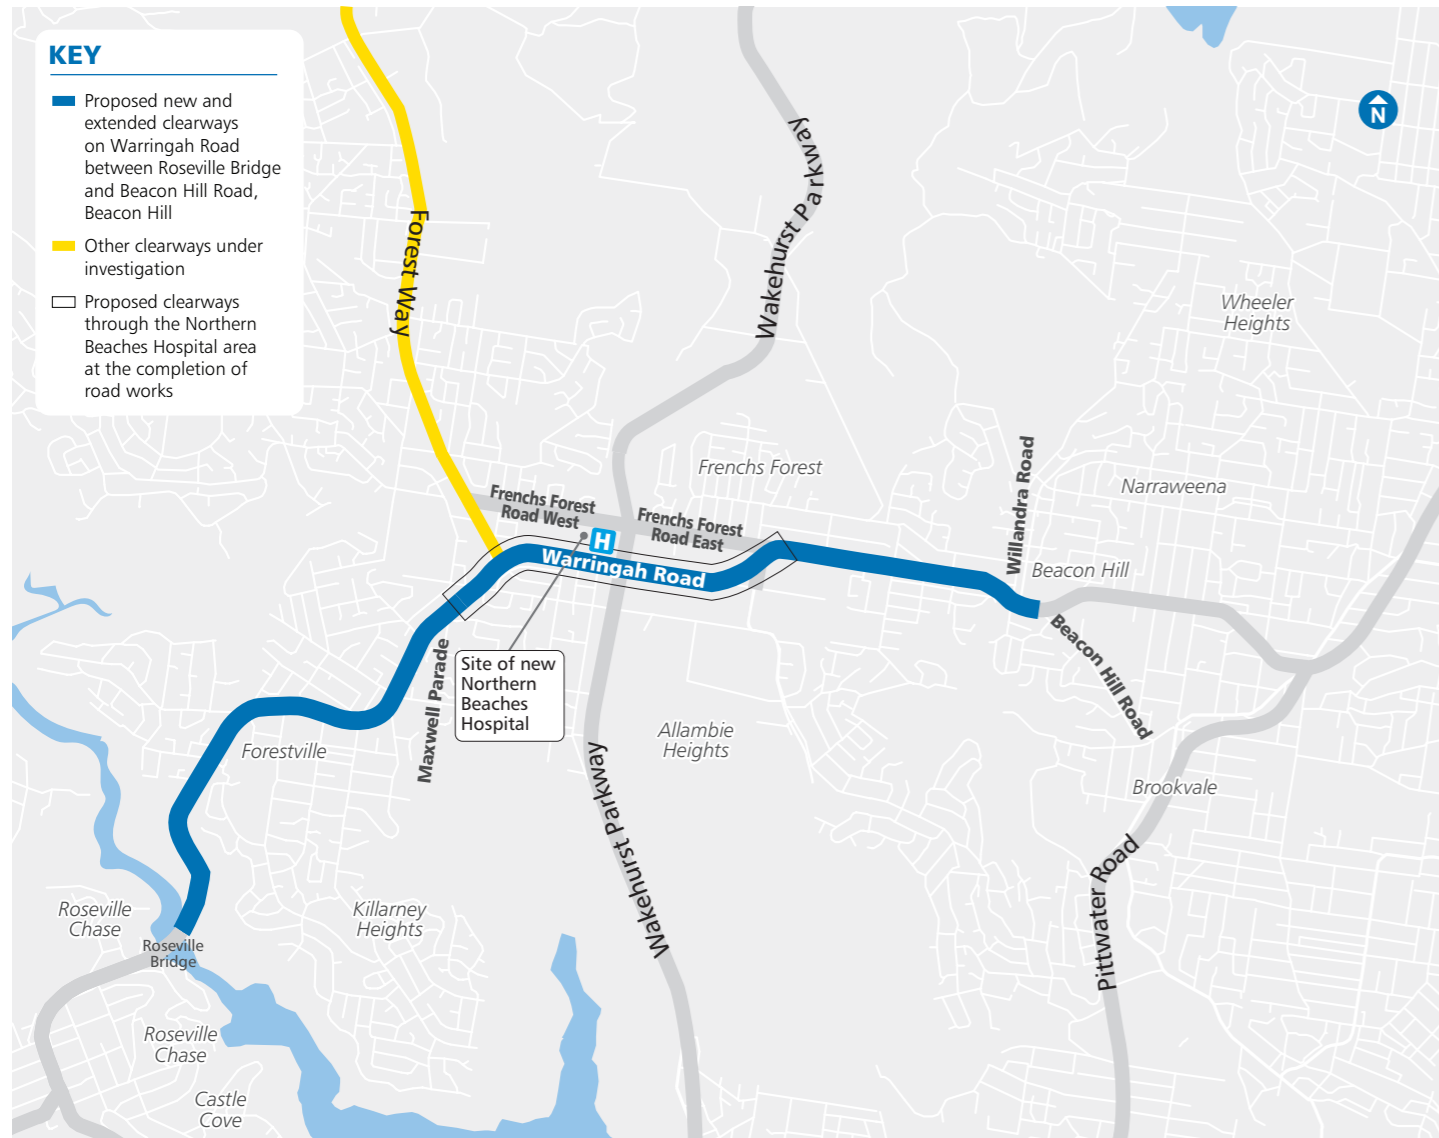 KEY
Proposed new and
extended clearways
on Warringah Road
between Roseville Bridge
and Beacon Hill Road,
Beacon Hill
Other clearways under
investigation
Proposed clearways
through the Northern
Beaches Hospital area
at the completion of
road works
N
Forest Way
Wakehurst Parkway
Wheeler
Heights
Frenchs Forest
Narraweena
Willandra Road
Frenchs Forest
Road West
Frenchs Forest
Road East
H
Warringah Road
Beacon Hill
Beacon Hill Road
Maxwell Parade
Site of new
Northern
Beaches
Hospital
Forestville
Allambie
Heights
Wakehurst Parkway
Brookvale
Pittwater Road
Roseville
Chase
Roseville
Bridge
Killarney
Heights
Roseville
Chase
Castle
Cove